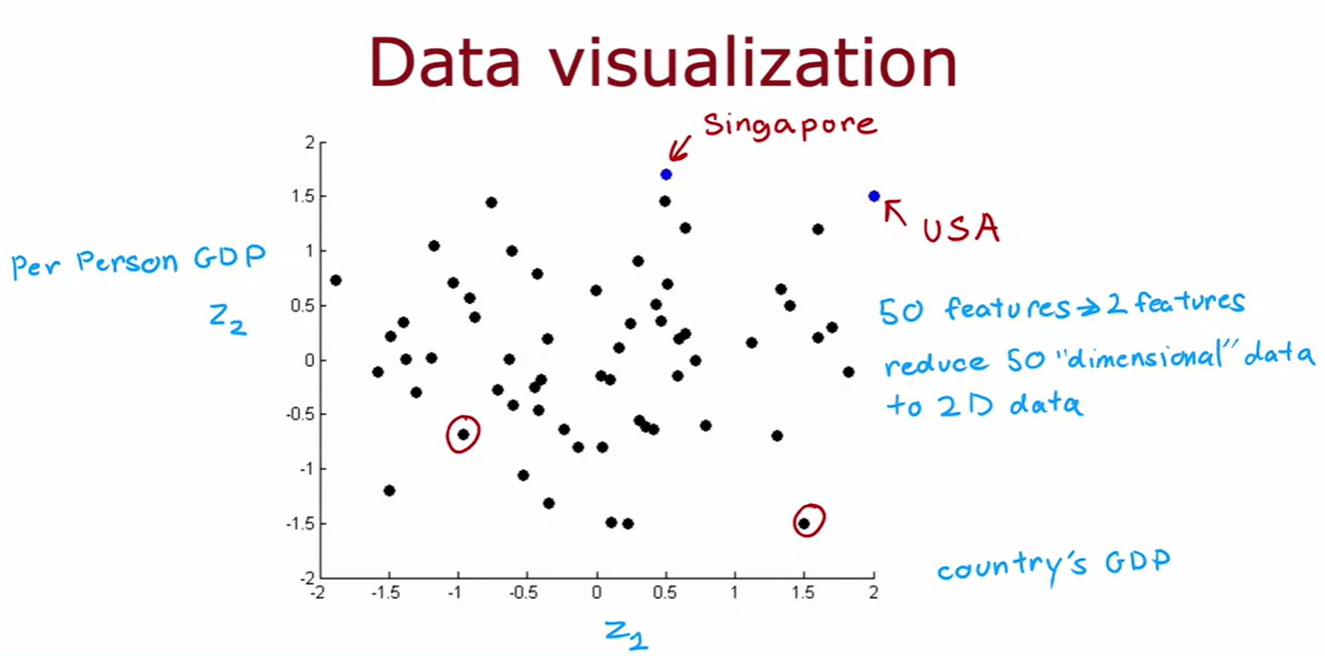 Data visualization
Singapore
USA
Per Person GDP
z2
2
1.5
1
0.5
0
-0.5
-1
-1.5
-2
50 features → 2 features
reduce 50 "dimensional" data
to 2D data
-2 -1.5 -1 -0.5 0 0.5 1 1.5 2
country's GDP
z1